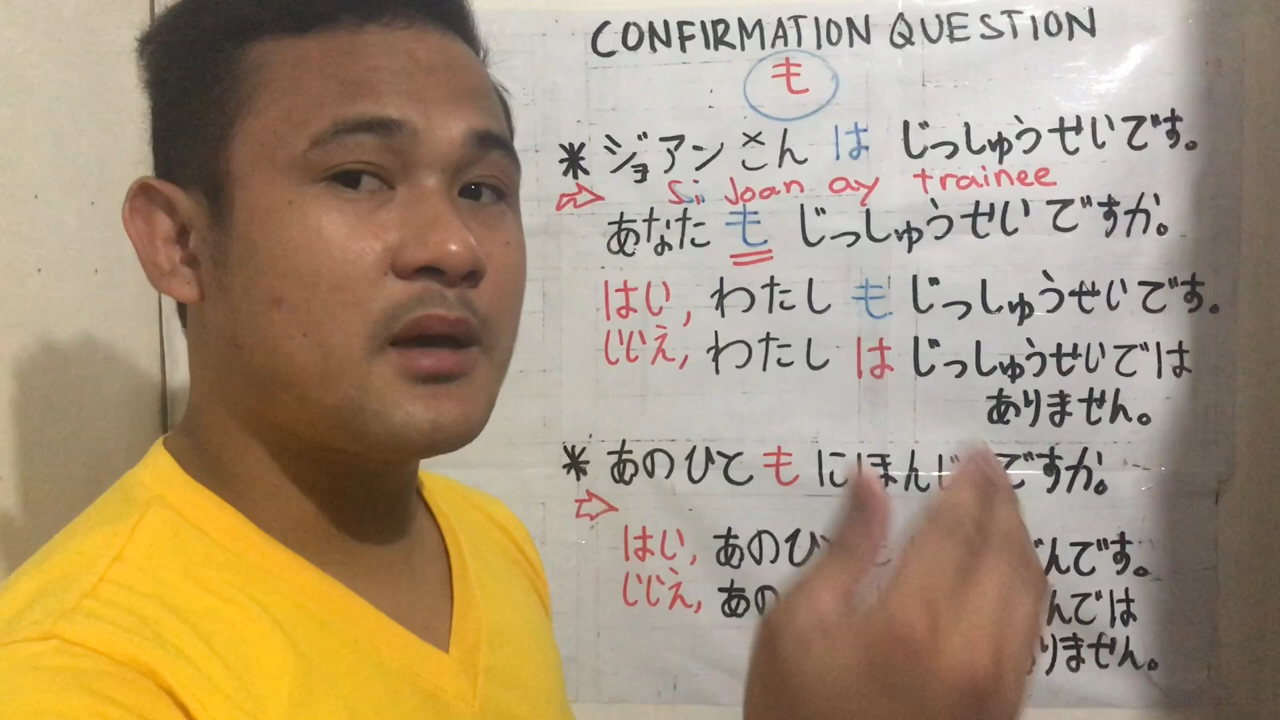 CONFIRMATION QUESTION
も
* ジョアンさん は じっしゅうせいです。
⇨ Si Joan ay trainee
あなた も じっしゅうせいですか。
はい, わたし も じっしゅうせいです。
いいえ, わたし は じっしゅうせいでは
ありません。
* あのひと も にほんじ ですか。
⇨
はい, あのひ んです。
いいえ, あの んでは
りません。